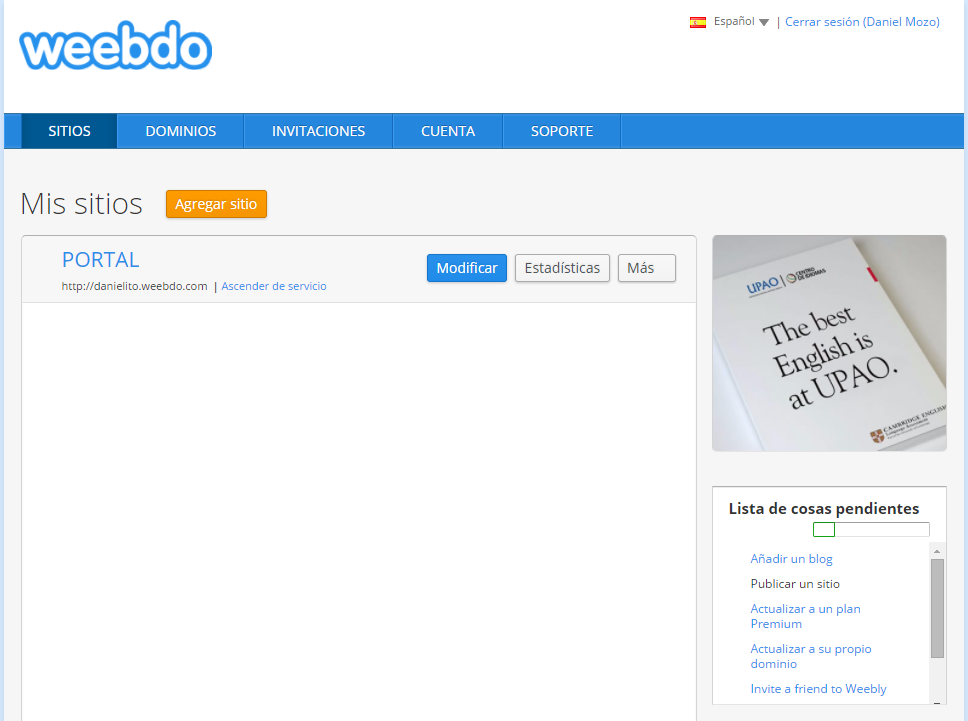 weebdo
Español | Cerrar sesión (Daniel Mozo)
SITIOS DOMINIOS INVITACIONES CUENTA SOPORTE
Mis sitios Agregar sitio
PORTAL
Modificar Estadísticas Más
http://danielito.weebdo.com | Ascender de servicio
UPAO | CENTRO DE IDIOMAS
The best
English is
at UPAO.
CAMBRIDGE ENGLISH
Lista de cosas pendientes
Añadir un blog
Publicar un sitio
Actualizar a un plan
Premium
Actualizar a su propio
dominio
Invite a friend to Weebly